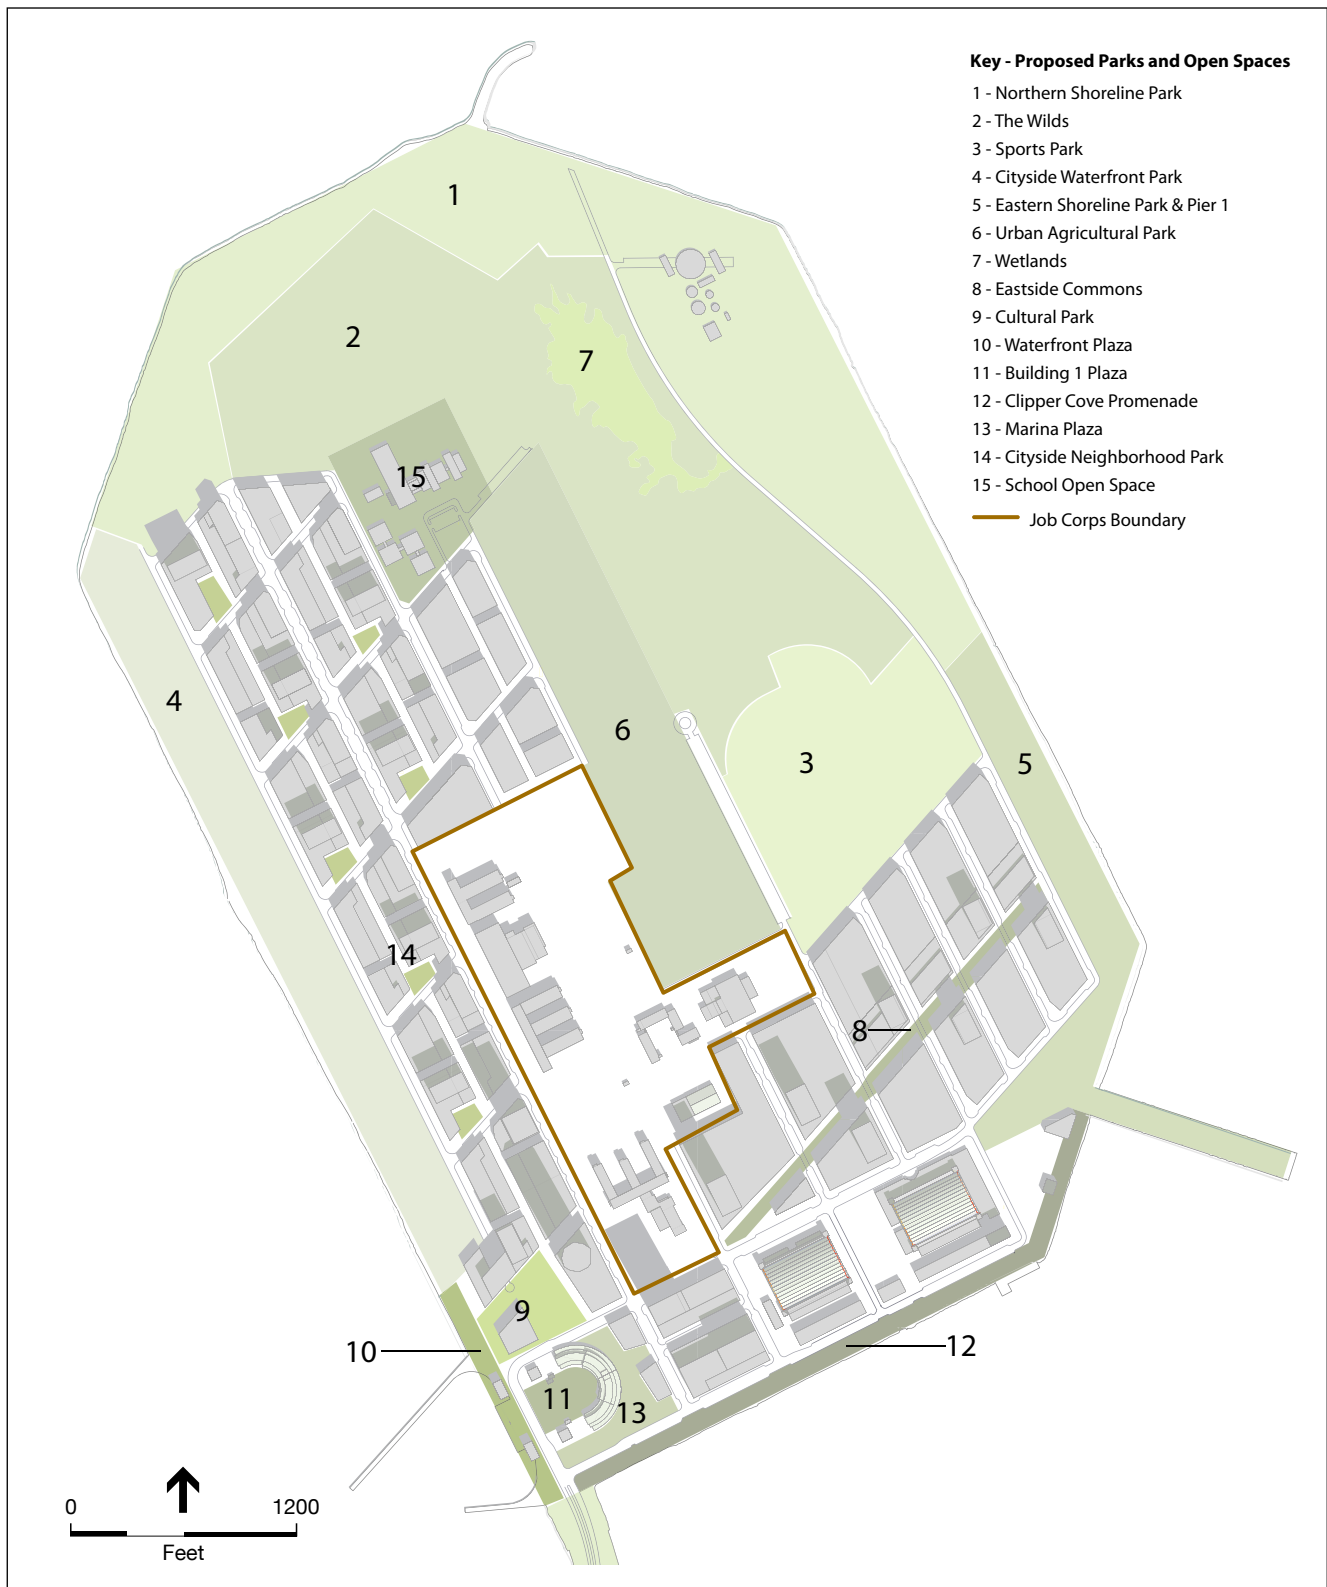 Key - Proposed Parks and Open Spaces
1 - Northern Shoreline Park
2 - The Wilds
3 - Sports Park
4 - Cityside Waterfront Park
5 - Eastern Shoreline Park & Pier 1
6 - Urban Agricultural Park
7 - Wetlands
8 - Eastside Commons
9 - Cultural Park
10 - Waterfront Plaza
11 - Building 1 Plaza
12 - Clipper Cove Promenade
13 - Marina Plaza
14 - Cityside Neighborhood Park
15 - School Open Space
Job Corps Boundary
1
2
7
15
4
6
3
5
14
8
9
10
12
11
13
0 1200
Feet